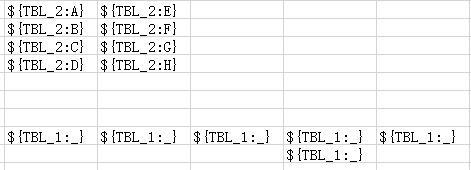 ${TBL_2:A} ${TBL_2:E}
${TBL_2:B} ${TBL_2:F}
${TBL_2:C} ${TBL_2:G}
${TBL_2:D} ${TBL_2:H}
${TBL_1:_} ${TBL_1:_} ${TBL_1:_} ${TBL_1:_} ${TBL_1:_}
${TBL_1:_}